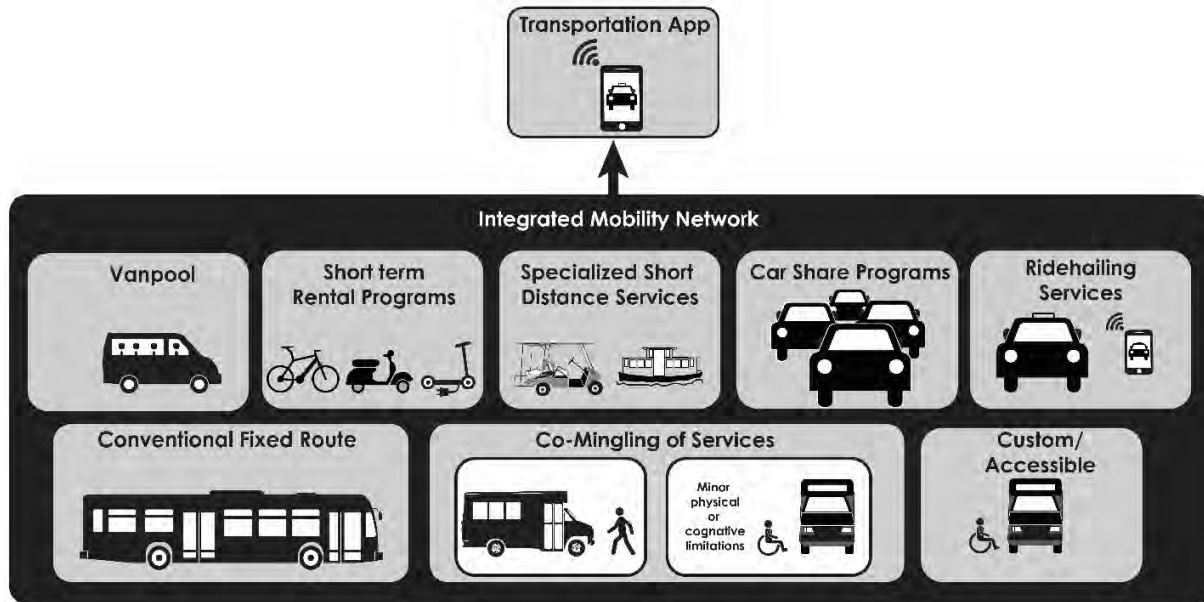 Transportation App
Integrated Mobility Network
Vanpool
Short term
Rental Programs
Specialized Short
Distance Services
Car Share Programs
Ridehailing
Services
Conventional Fixed Route
Co-Mingling of Services
Minor
physical
or
cognative
limitations
Custom/
Accessible